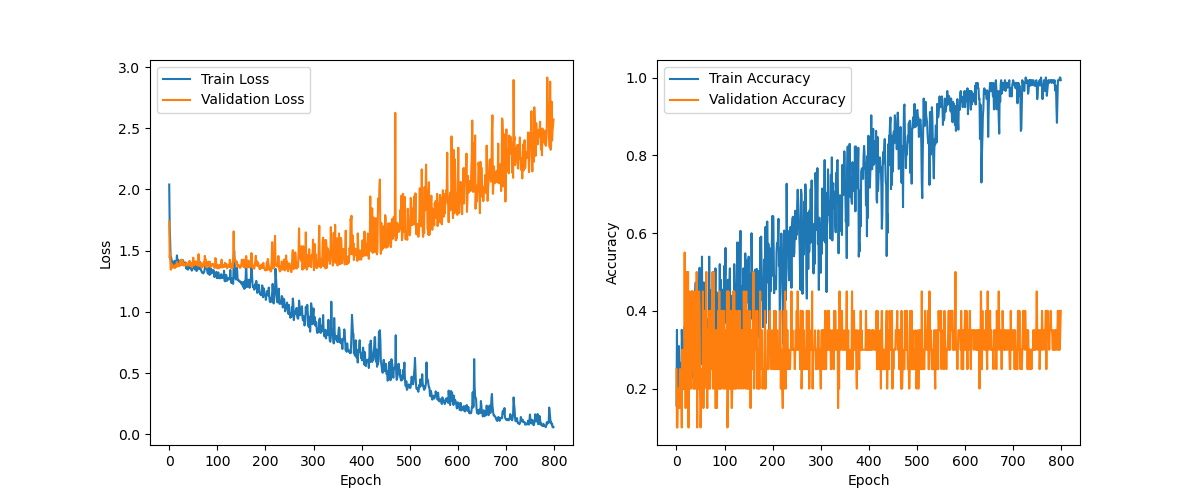 Train Loss
Validation Loss
3.0
2.5
2.0
1.5
1.0
0.5
0.0
Loss
0 100 200 300 400 500 600 700 800
Epoch
Train Accuracy
Validation Accuracy
1.0
0.8
0.6
0.4
0.2
Accuracy
0 100 200 300 400 500 600 700 800
Epoch